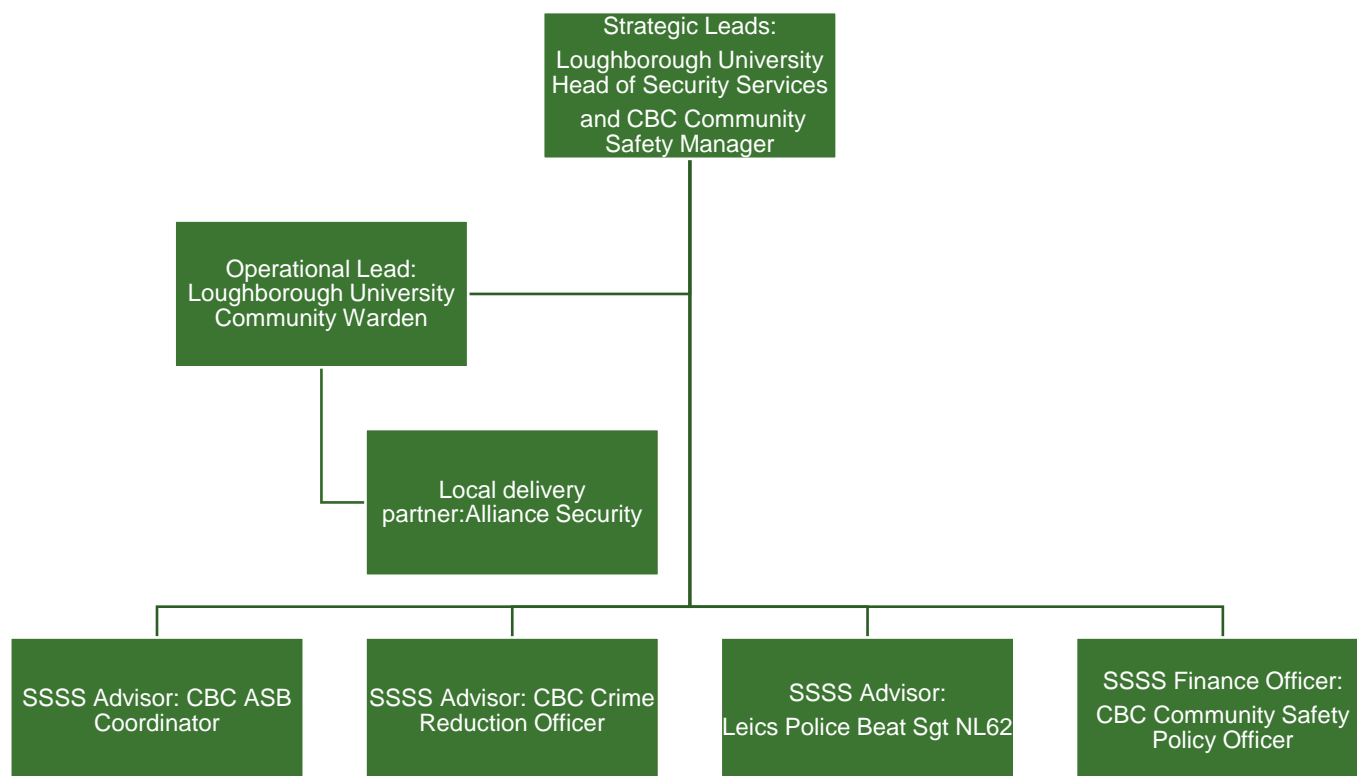 Strategic Leads:
Loughborough University
Head of Security Services
and CBC Community
Safety Manager
Operational Lead:
Loughborough University
Community Warden
Local delivery
partner:Alliance Security
SSSS Advisor: CBC ASB
Coordinator
SSSS Advisor: CBC Crime
Reduction Officer
SSSS Advisor:
Leics Police Beat Sgt NL62
SSSS Finance Officer:
CBC Community Safety
Policy Officer